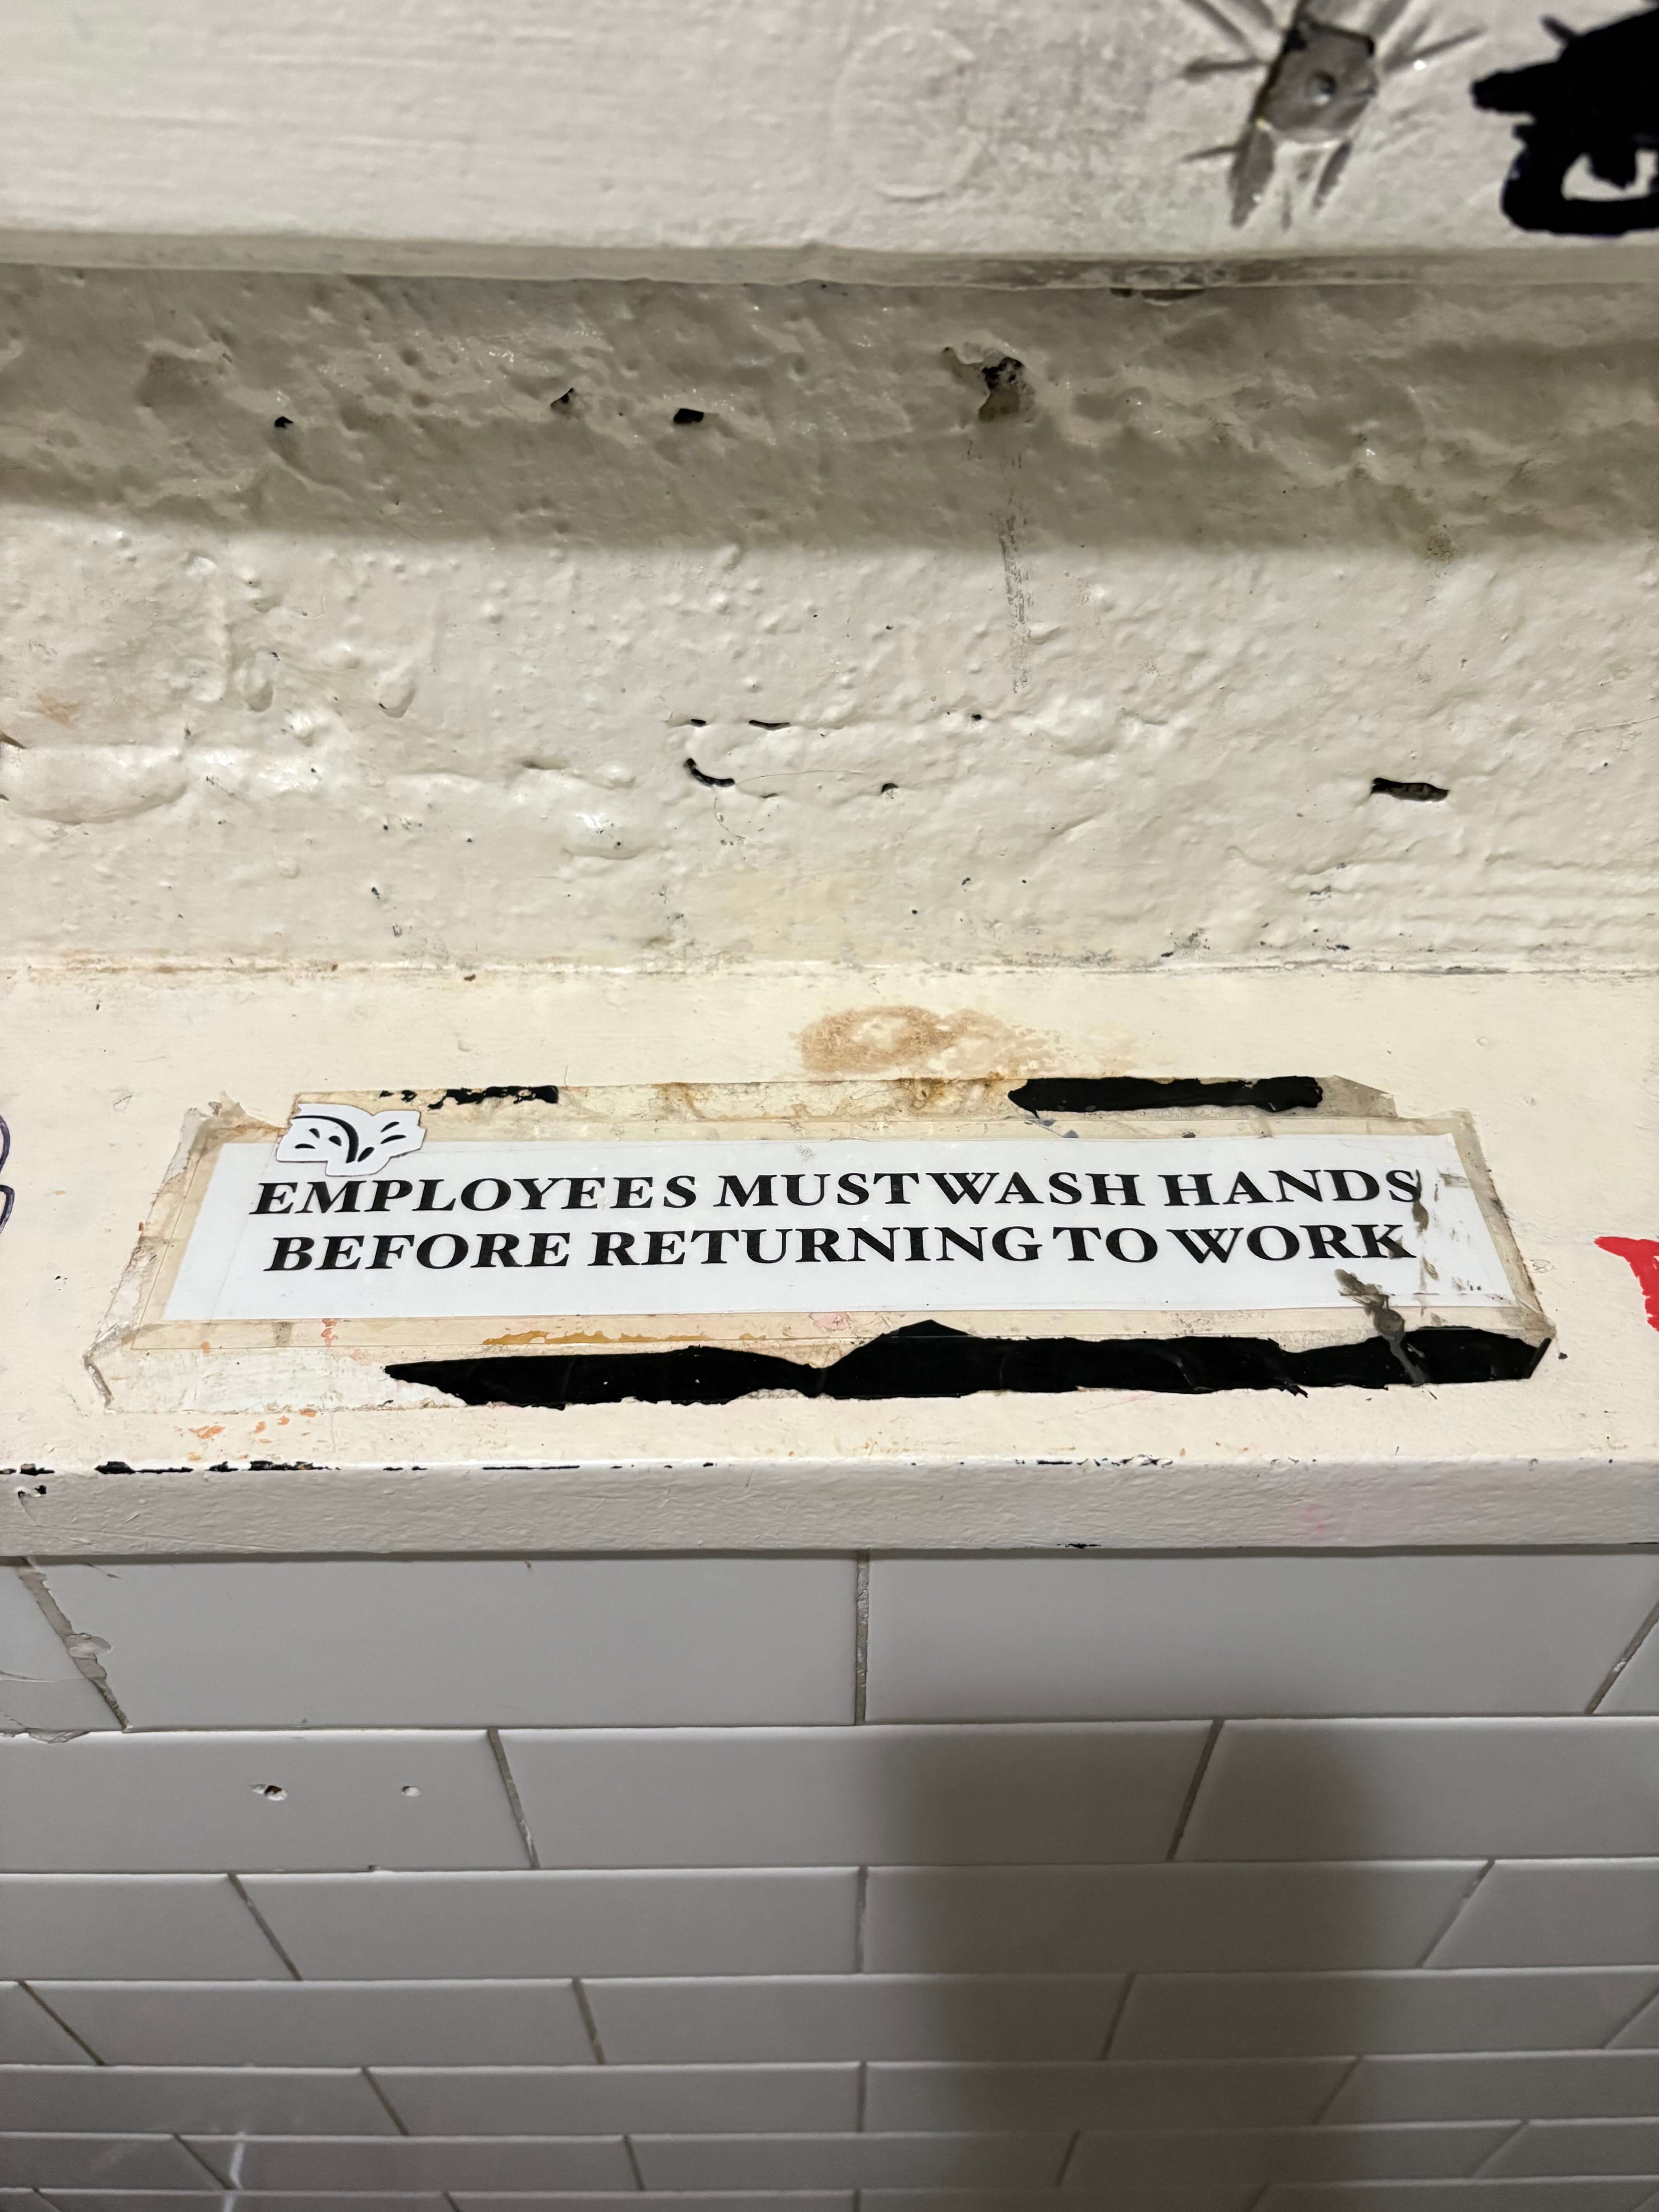 EMPLOYEES MUST WASH HANDS
BEFORE RETURNING TO WORK